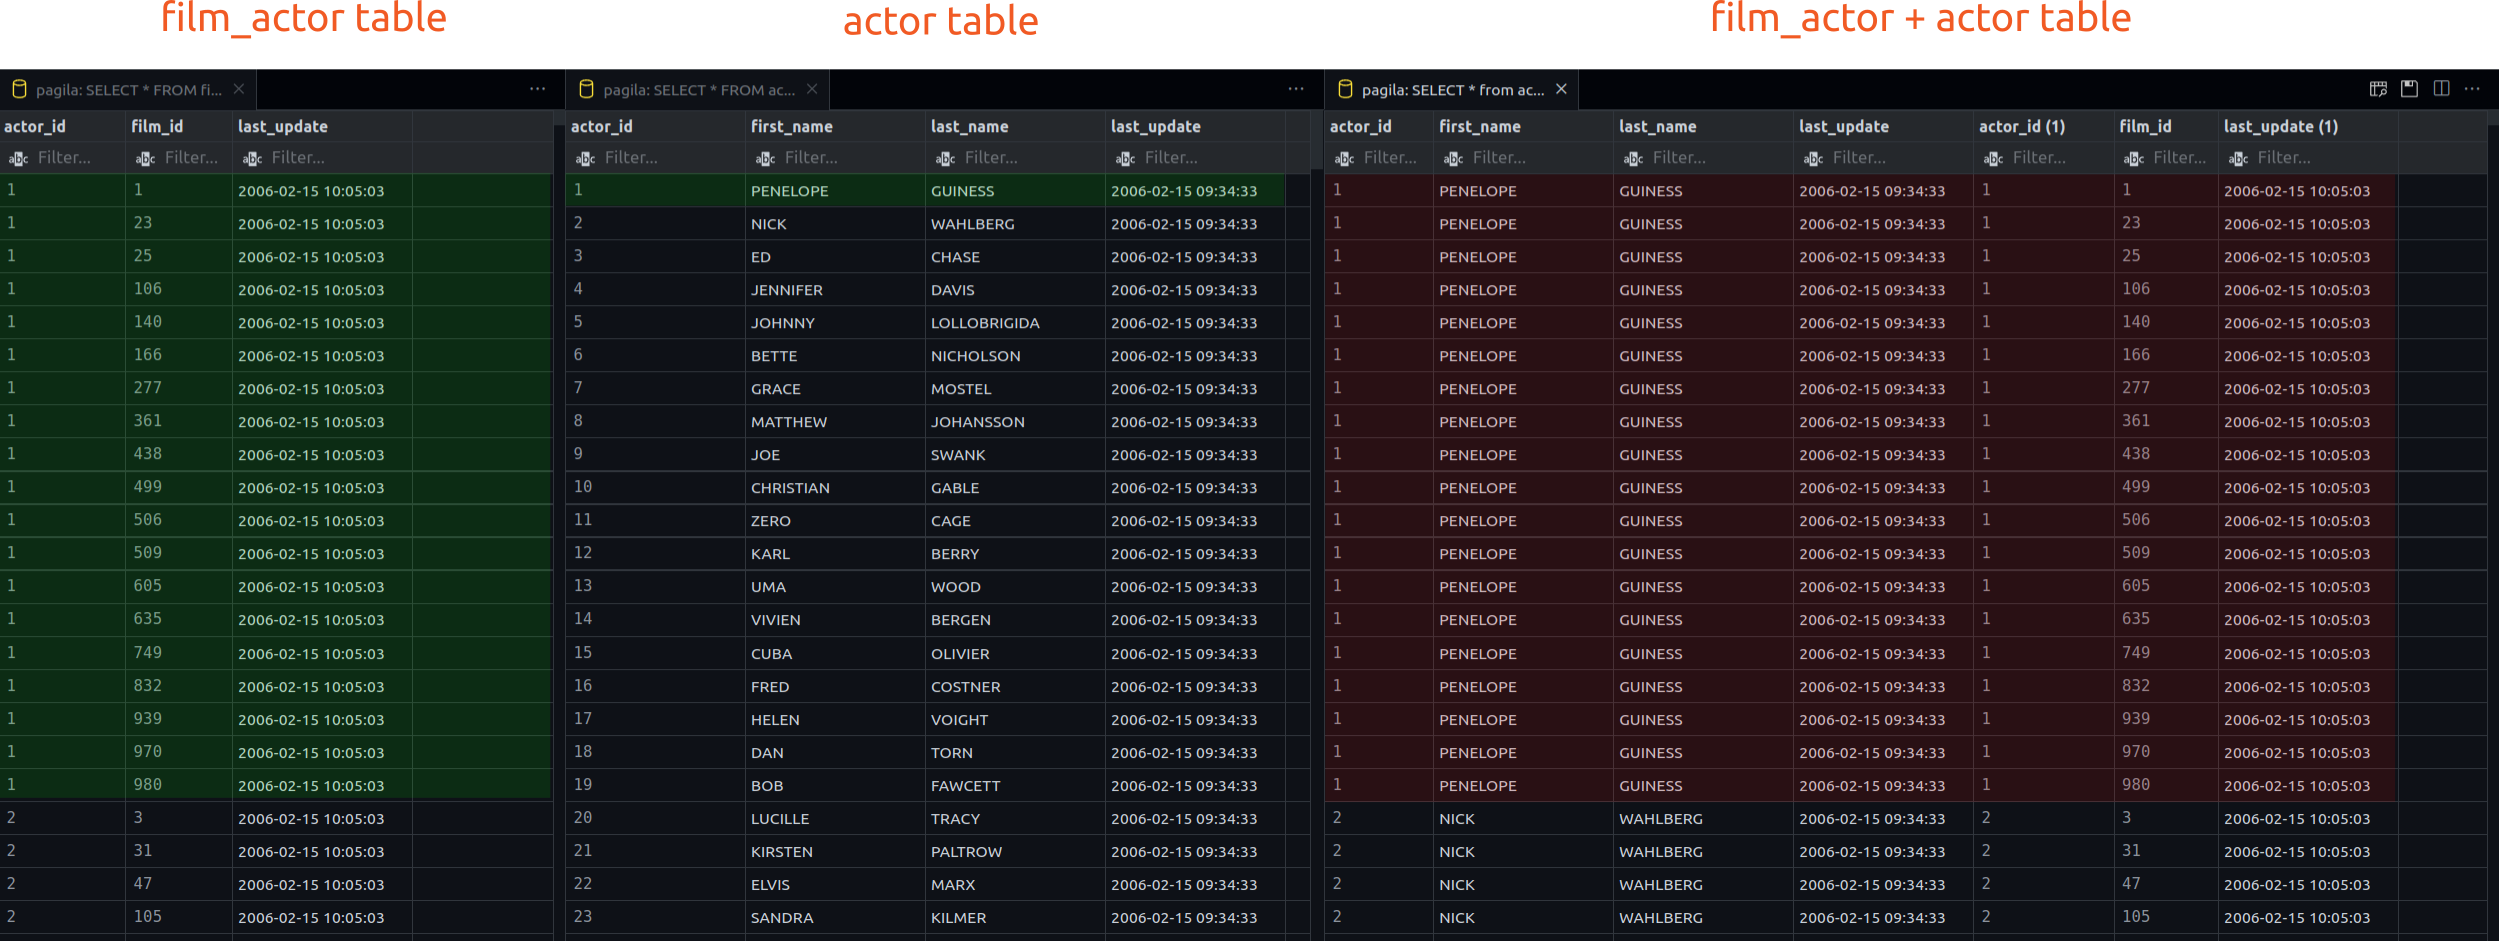 film_actor table actor table film_actor + actor table
pagila: SELECT * FROM fi... pagila: SELECT * FROM ac... pagila: SELECT * from ac...
actor_id film_id last_update actor_id first_name last_name last_update actor_id first_name last_name last_update actor_id (1) film_id last_update (1)
abc Filter... abc Filter... abc Filter... abc Filter... abc Filter... abc Filter... abc Filter... abc Filter... abc Filter... abc Filter... abc Filter... abc Filter... abc Filter... abc Filter...
1 1 2006-02-15 10:05:03 1 PENELOPE GUINESS 2006-02-15 09:34:33 1 PENELOPE GUINESS 2006-02-15 09:34:33 1 1 2006-02-15 10:05:03
1 23 2006-02-15 10:05:03 2 NICK WAHLBERG 2006-02-15 09:34:33 1 PENELOPE GUINESS 2006-02-15 09:34:33 1 23 2006-02-15 10:05:03
1 25 2006-02-15 10:05:03 3 ED CHASE 2006-02-15 09:34:33 1 PENELOPE GUINESS 2006-02-15 09:34:33 1 25 2006-02-15 10:05:03
1 106 2006-02-15 10:05:03 4 JENNIFER DAVIS 2006-02-15 09:34:33 1 PENELOPE GUINESS 2006-02-15 09:34:33 1 106 2006-02-15 10:05:03
1 140 2006-02-15 10:05:03 5 JOHNNY LOLLOBRIGIDA 2006-02-15 09:34:33 1 PENELOPE GUINESS 2006-02-15 09:34:33 1 140 2006-02-15 10:05:03
1 166 2006-02-15 10:05:03 6 BETTE NICHOLSON 2006-02-15 09:34:33 1 PENELOPE GUINESS 2006-02-15 09:34:33 1 166 2006-02-15 10:05:03
1 277 2006-02-15 10:05:03 7 GRACE MOSTEL 2006-02-15 09:34:33 1 PENELOPE GUINESS 2006-02-15 09:34:33 1 277 2006-02-15 10:05:03
1 361 2006-02-15 10:05:03 8 MATTHEW JOHANSSON 2006-02-15 09:34:33 1 PENELOPE GUINESS 2006-02-15 09:34:33 1 361 2006-02-15 10:05:03
1 438 2006-02-15 10:05:03 9 JOE SWANK 2006-02-15 09:34:33 1 PENELOPE GUINESS 2006-02-15 09:34:33 1 438 2006-02-15 10:05:03
1 499 2006-02-15 10:05:03 10 CHRISTIAN GABLE 2006-02-15 09:34:33 1 PENELOPE GUINESS 2006-02-15 09:34:33 1 499 2006-02-15 10:05:03
1 506 2006-02-15 10:05:03 11 ZERO CAGE 2006-02-15 09:34:33 1 PENELOPE GUINESS 2006-02-15 09:34:33 1 506 2006-02-15 10:05:03
1 509 2006-02-15 10:05:03 12 KARL BERRY 2006-02-15 09:34:33 1 PENELOPE GUINESS 2006-02-15 09:34:33 1 509 2006-02-15 10:05:03
1 605 2006-02-15 10:05:03 13 UMA WOOD 2006-02-15 09:34:33 1 PENELOPE GUINESS 2006-02-15 09:34:33 1 605 2006-02-15 10:05:03
1 635 2006-02-15 10:05:03 14 VIVIEN BERGEN 2006-02-15 09:34:33 1 PENELOPE GUINESS 2006-02-15 09:34:33 1 635 2006-02-15 10:05:03
1 749 2006-02-15 10:05:03 15 CUBA OLIVIER 2006-02-15 09:34:33 1 PENELOPE GUINESS 2006-02-15 09:34:33 1 749 2006-02-15 10:05:03
1 832 2006-02-15 10:05:03 16 FRED COSTNER 2006-02-15 09:34:33 1 PENELOPE GUINESS 2006-02-15 09:34:33 1 832 2006-02-15 10:05:03
1 939 2006-02-15 10:05:03 17 HELEN VOIGHT 2006-02-15 09:34:33 1 PENELOPE GUINESS 2006-02-15 09:34:33 1 939 2006-02-15 10:05:03
1 970 2006-02-15 10:05:03 18 DAN TORN 2006-02-15 09:34:33 1 PENELOPE GUINESS 2006-02-15 09:34:33 1 970 2006-02-15 10:05:03
1 980 2006-02-15 10:05:03 19 BOB FAWCETT 2006-02-15 09:34:33 1 PENELOPE GUINESS 2006-02-15 09:34:33 1 980 2006-02-15 10:05:03
2 3 2006-02-15 10:05:03 20 LUCILLE TRACY 2006-02-15 09:34:33 2 NICK WAHLBERG 2006-02-15 09:34:33 2 3 2006-02-15 10:05:03
2 31 2006-02-15 10:05:03 21 KIRSTEN PALTROW 2006-02-15 09:34:33 2 NICK WAHLBERG 2006-02-15 09:34:33 2 31 2006-02-15 10:05:03
2 47 2006-02-15 10:05:03 22 ELVIS MARX 2006-02-15 09:34:33 2 NICK WAHLBERG 2006-02-15 09:34:33 2 47 2006-02-15 10:05:03
2 105 2006-02-15 10:05:03 23 SANDRA KILMER 2006-02-15 09:34:33 2 NICK WAHLBERG 2006-02-15 09:34:33 2 105 2006-02-15 10:05:03